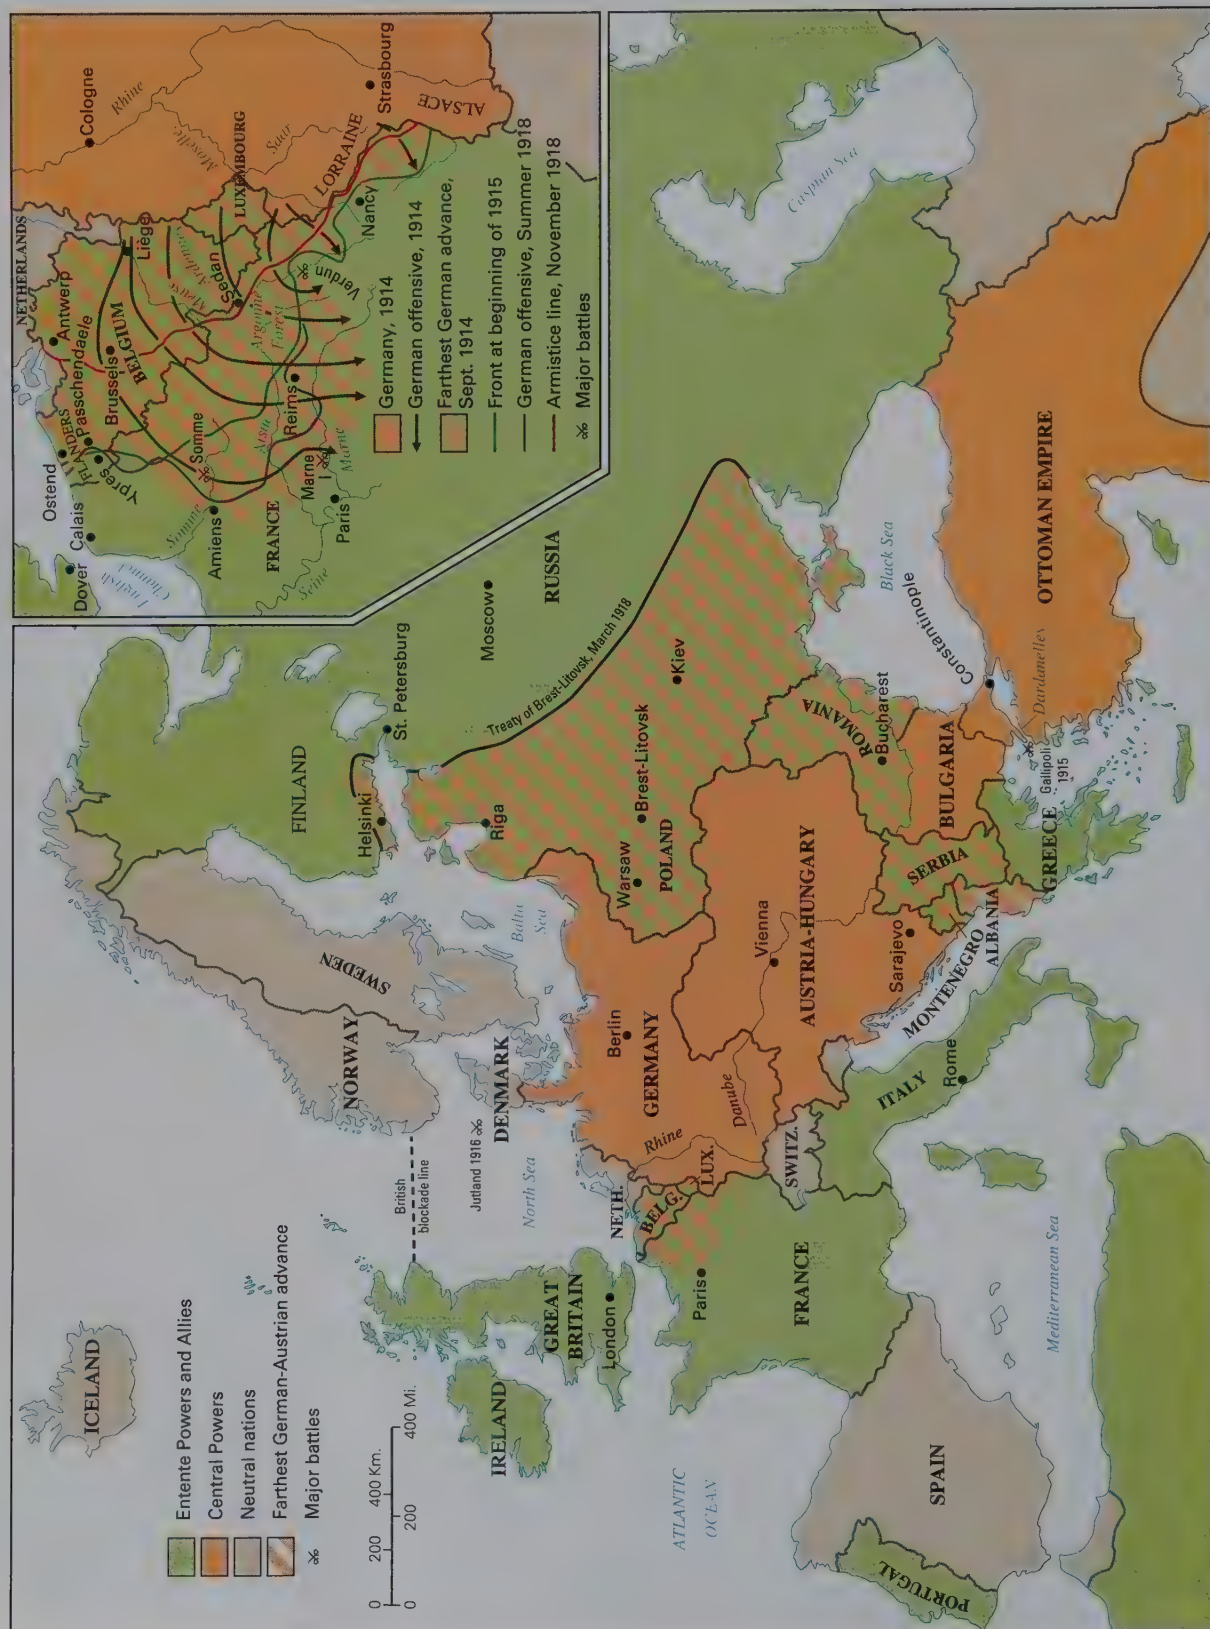 ICELAND
Entente Powers and Allies
Central Powers
Neutral nations
Farthest German-Austrian advance
Major battles
0 200 400 Km.
0 200 400 Mi.
British
blockade line
Jutland 1916
North Sea
ATLANTIC
OCEAN
Baltic
Sea
Black Sea
Caspian Sea
Mediterranean Sea
NORWAY
SWEDEN
FINLAND
DENMARK
IRELAND
GREAT
BRITAIN
London
NETH.
BELG.
LUX.
Rhine
GERMANY
Berlin
Danube
Paris
FRANCE
SWITZ.
SPAIN
PORTUGAL
ITALY
Rome
AUSTRIA-HUNGARY
Vienna
Sarajevo
MONTENEGRO
ALBANIA
SERBIA
GREECE
BULGARIA
ROMANIA
Bucharest
Gallipoli
1915
Dardanelles
Constantinople
OTTOMAN EMPIRE
POLAND
Warsaw
Brest-Litovsk
Kiev
Riga
Helsinki
St. Petersburg
Moscow
RUSSIA
Treaty of Brest-Litovsk, March 1918
NETHERLANDS
Dover
Calais
Ostend
English
Channel
FLANDERS
Passchendaele
Ypres
Antwerp
Brussels
BELGIUM
Liège
Cologne
Rhine
Moselle
Saar
LUXEMBOURG
LORRAINE
ALSACE
Strasbourg
Nancy
Meuse
Ardennes
Sedan
Argonne
Forest
Verdun
Somme
Somme
Amiens
Aisne
Reims
Marne
Marne
Paris
Seine
FRANCE
Germany, 1914
German offensive, 1914
Farthest German advance,
Sept. 1914
Front at beginning of 1915
German offensive, Summer 1918
Armistice line, November 1918
Major battles